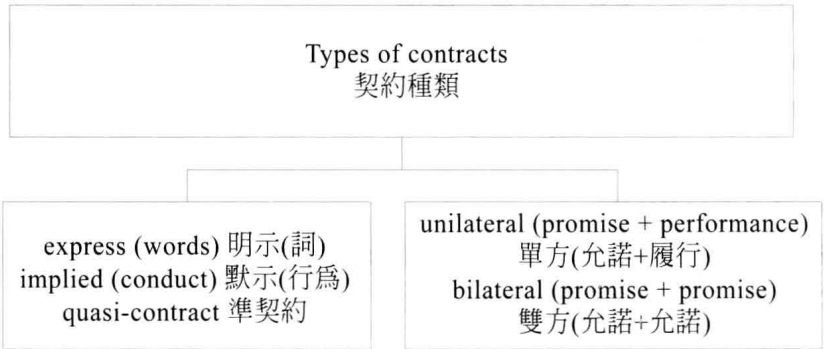 Types of contracts
契約種類
express (words) 明示(詞)
implied (conduct) 默示(行爲)
quasi-contract 準契約
unilateral (promise + performance)
單方(允諾+履行)
bilateral (promise + promise)
雙方(允諾+允諾)